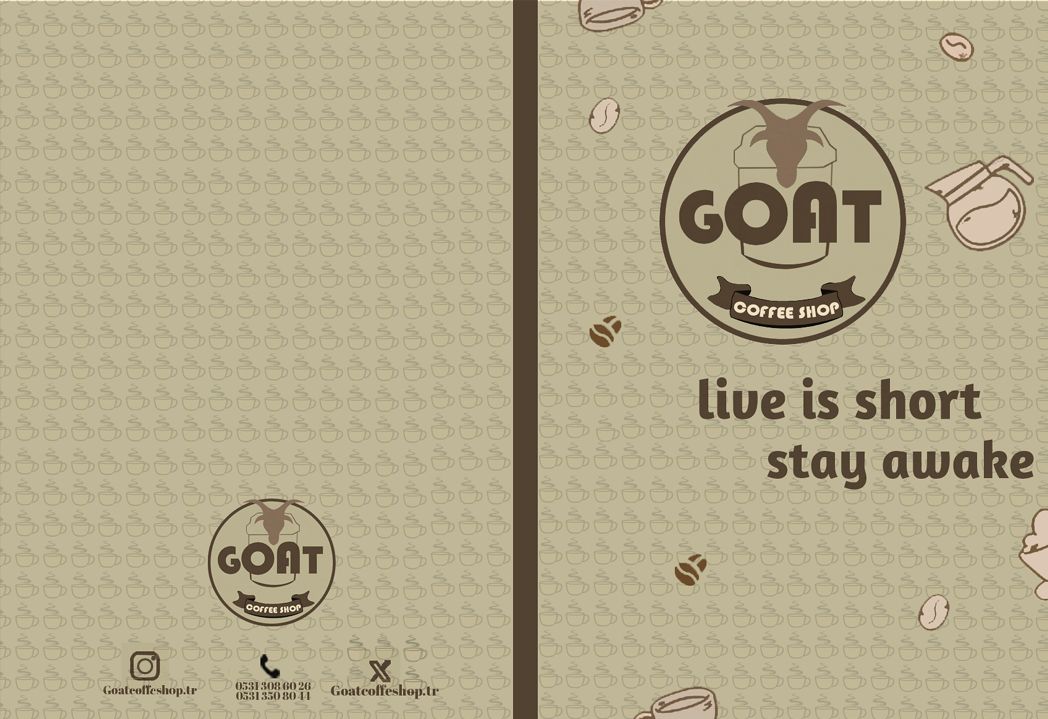 GOAT
COFFEE SHOP
Goatcoffeshop.tr
0531 308 60 26
0531 350 80 44
Goatcoffeshop.tr
GOAT
COFFEE SHOP
live is short
stay awake